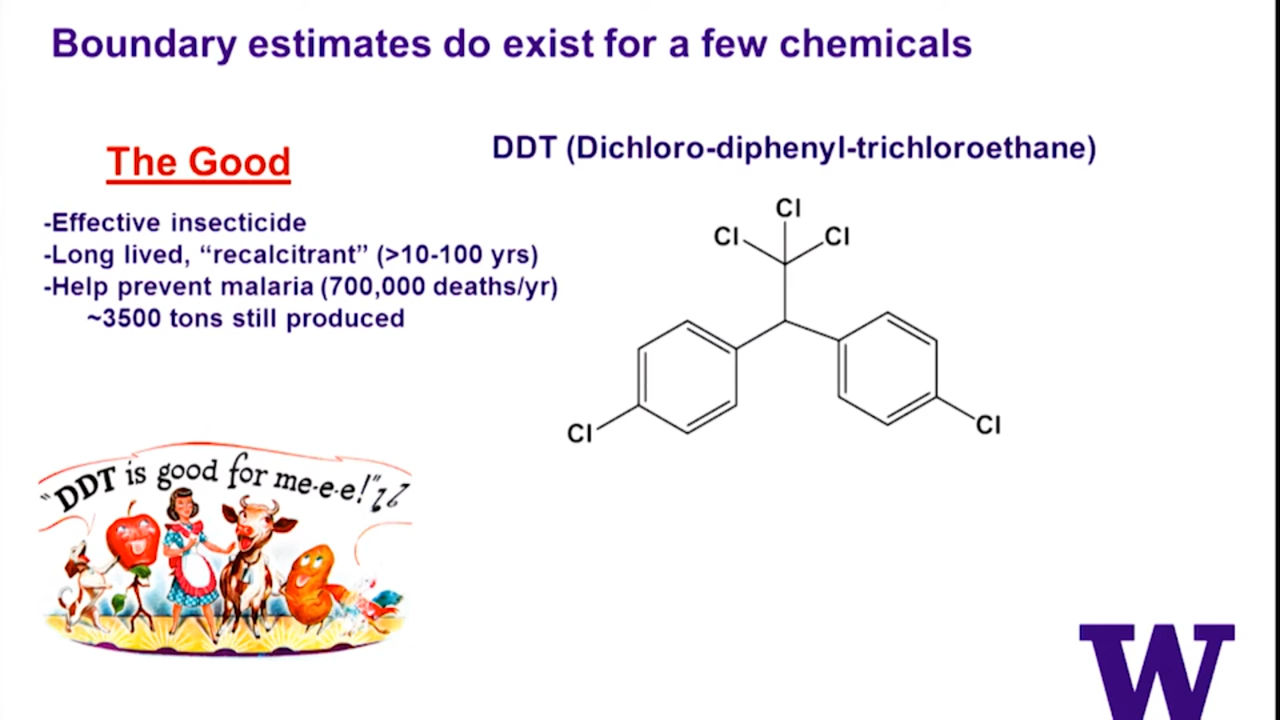 Boundary estimates do exist for a few chemicals
The Good
-Effective insecticide
-Long lived, “recalcitrant” (>10-100 yrs)
-Help prevent malaria (700,000 deaths/yr)
~3500 tons still produced
DDT (Dichloro-diphenyl-trichloroethane)
Cl
Cl
Cl
Cl
Cl
"DDT is good for me-e-e!"
W